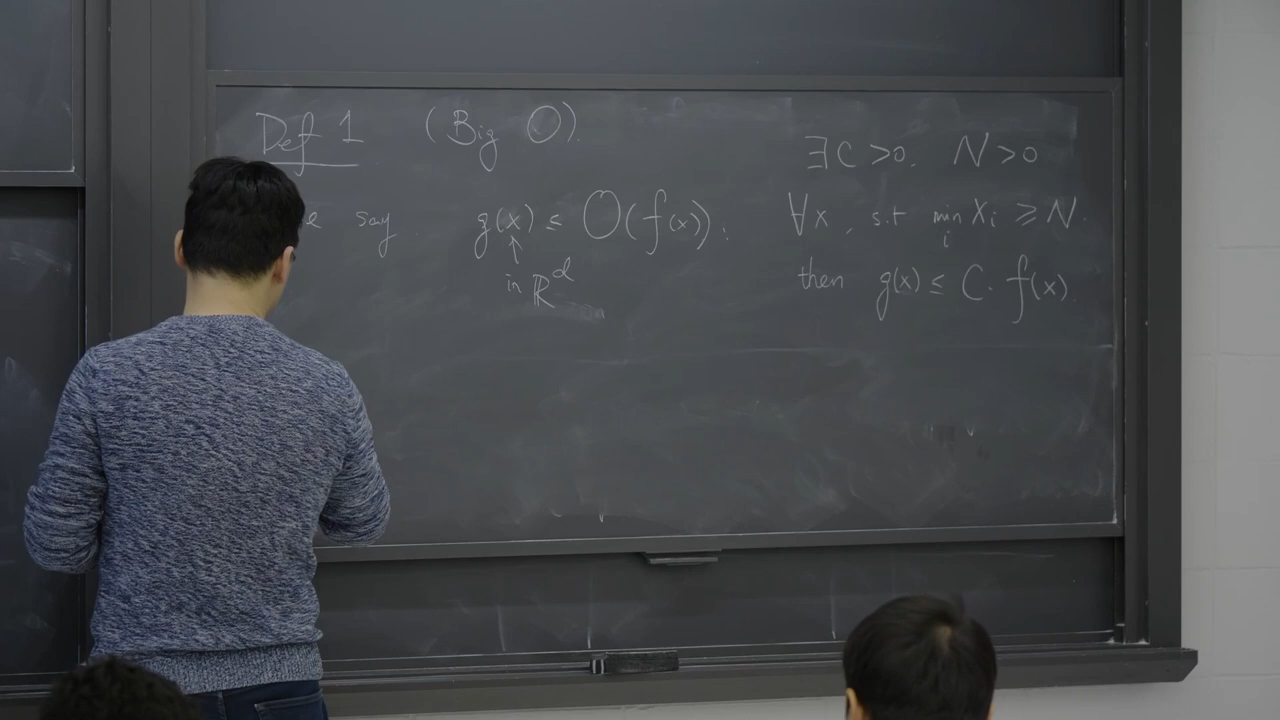 Def 1 (Big O).
e say g(x) ≤ O(f(x)),
↑
in ℝ^d
∃C >0. N >0
∀x, s.t min_i X_i ≥ N.
then g(x) ≤ C. f(x).